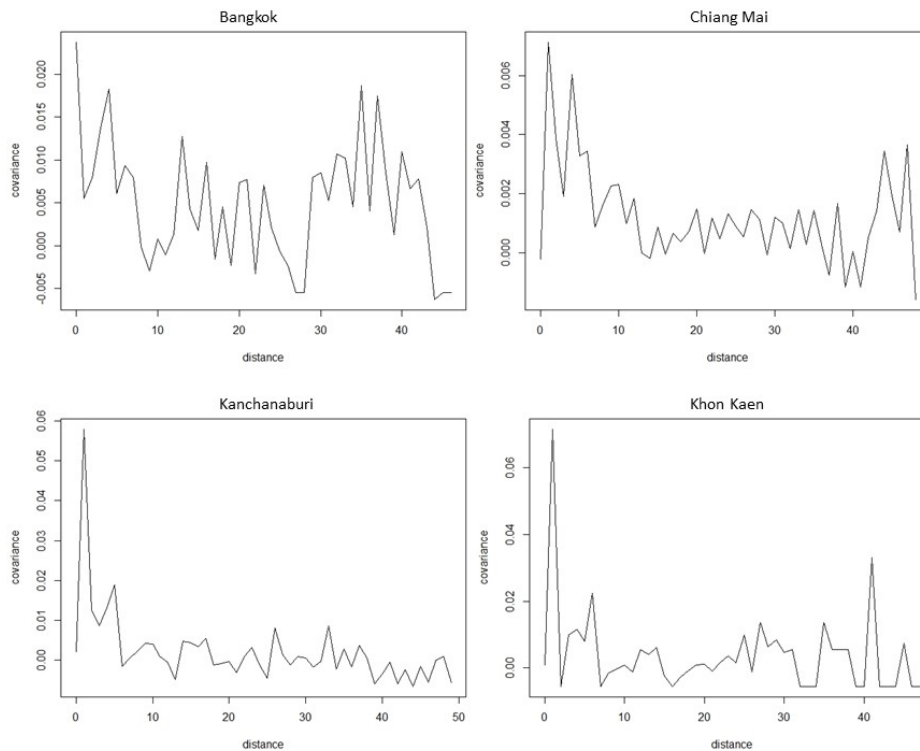 Bangkok
covariance
0.020
0.015
0.010
0.005
0.000
-0.005
0 10 20 30 40
distance
Chiang Mai
covariance
0.006
0.004
0.002
0.000
0 10 20 30 40
distance
Kanchanaburi
covariance
0.06
0.05
0.04
0.03
0.02
0.01
0.00
0 10 20 30 40 50
distance
Khon Kaen
covariance
0.06
0.04
0.02
0.00
0 10 20 30 40
distance